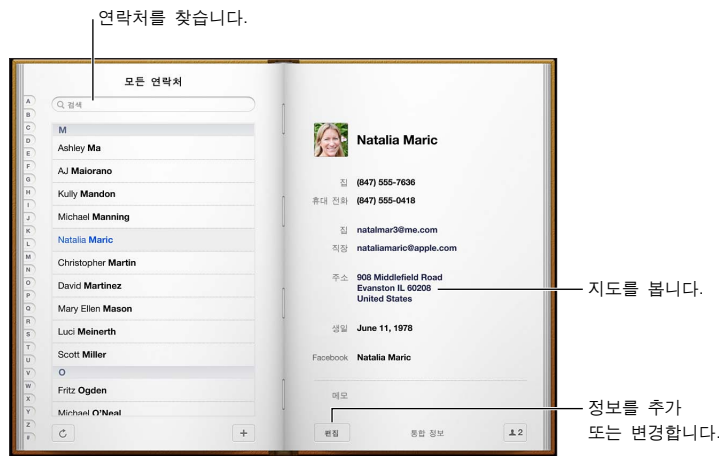 연락처를 찾습니다.
모든 연락처
검색
A
B
C
D
E
F
G
H
I
J
K
L
M
N
O
P
Q
R
S
T
U
V
W
X
Y
Z
#
M
Ashley Ma
AJ Maiorano
Kully Mandon
Michael Manning
Natalia Maric
Christopher Martin
David Martinez
Mary Ellen Mason
Luci Meinerth
Scott Miller
O
Fritz Ogden
Michael O'Neal
Natalia Maric
집 (847) 555-7636
휴대 전화 (847) 555-0418
집 natalmar3@me.com
직장 nataliamaric@apple.com
주소 908 Middlefield Road
Evanston IL 60208
United States
생일 June 11, 1978
Facebook Natalia Maric
메모
편집 통합 정보 2
지도를 봅니다.
정보를 추가
또는 변경합니다.